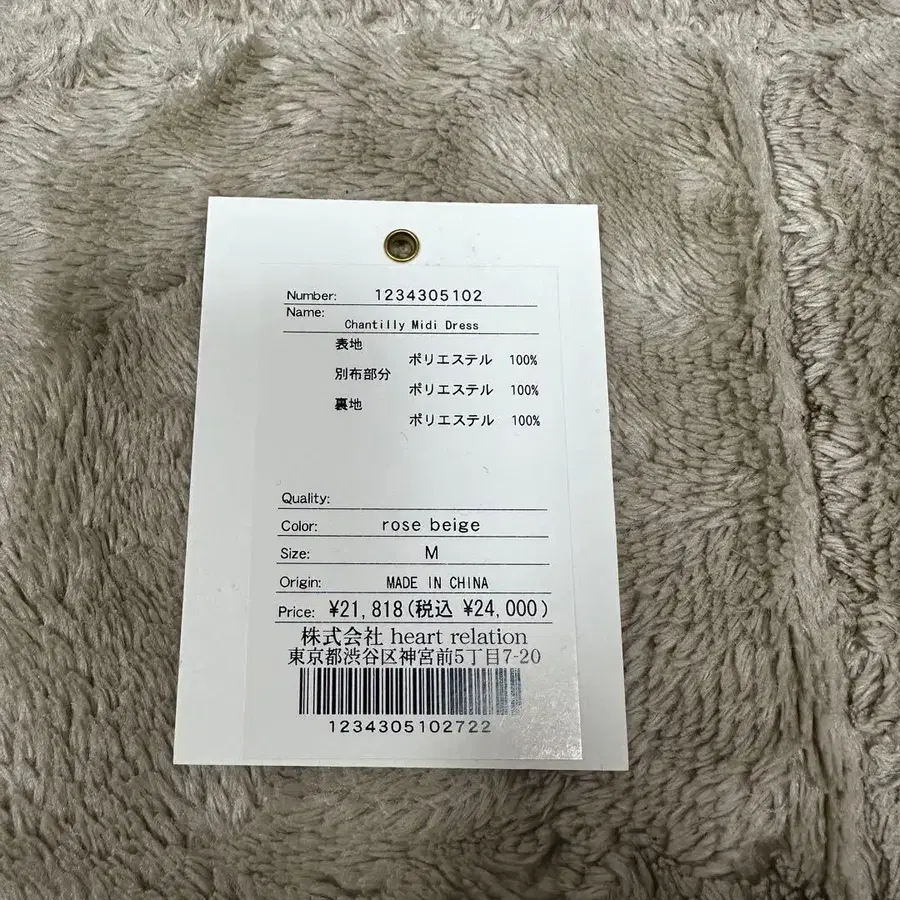 Number: 1234305102
Name:
Chantilly Midi Dress
表地
ポリエステル 100%
別布部分
ポリエステル 100%
裏地
ポリエステル 100%
Quality:
Color: rose beige
Size: M
Origin: MADE IN CHINA
Price: ¥21,818(税込 ¥24,000)
株式会社 heart relation
東京都渋谷区神宮前5丁目7-20
1234305102722